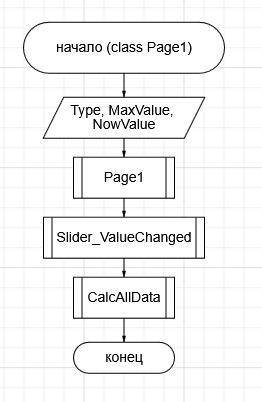 начало (class Page1)
Type, MaxValue,
NowValue
Page1
Slider_ValueChanged
CalcAllData
конец